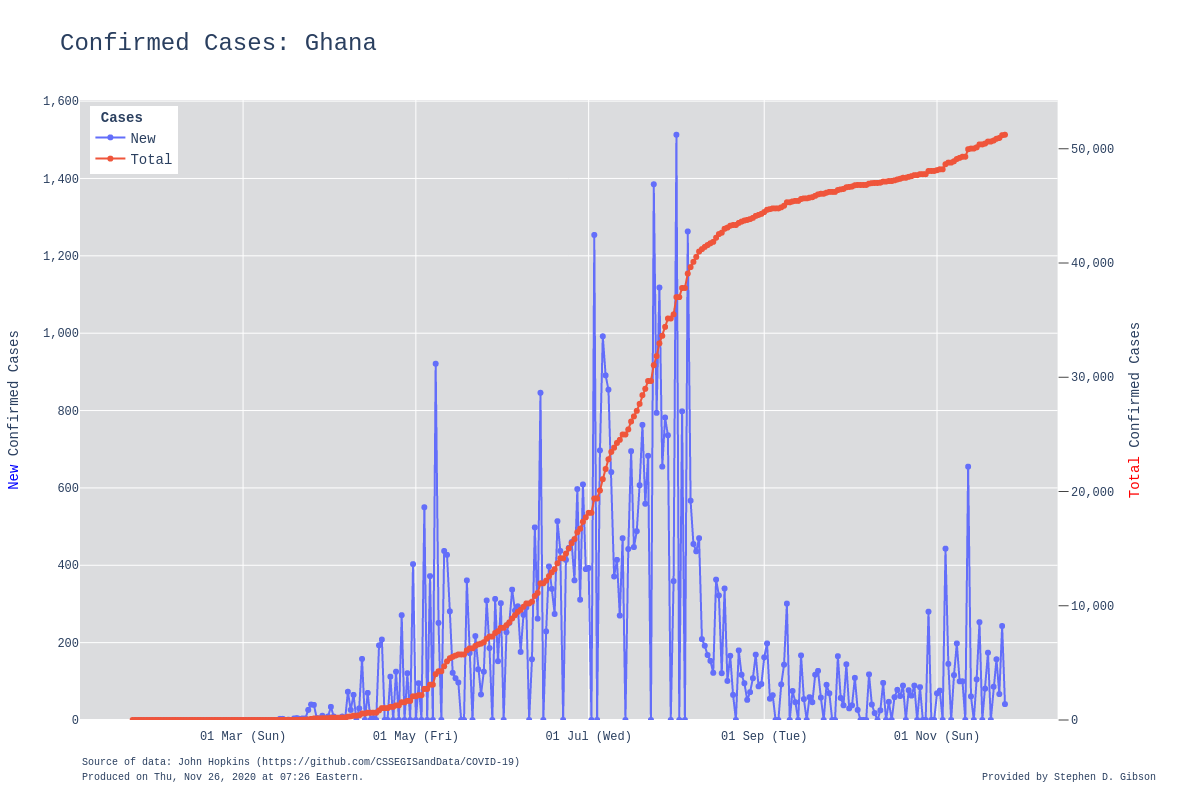 Confirmed Cases: Ghana
1,600
1,400
1,200
1,000
800
600
400
200
0
New Confirmed Cases
Cases
New
Total
50,000
40,000
30,000
20,000
10,000
0
Total Confirmed Cases
01 Mar (Sun)
01 May (Fri)
01 Jul (Wed)
01 Sep (Tue)
01 Nov (Sun)
Source of data: John Hopkins (https://github.com/CSSEGISandData/COVID-19)
Produced on Thu, Nov 26, 2020 at 07:26 Eastern.
Provided by Stephen D. Gibson